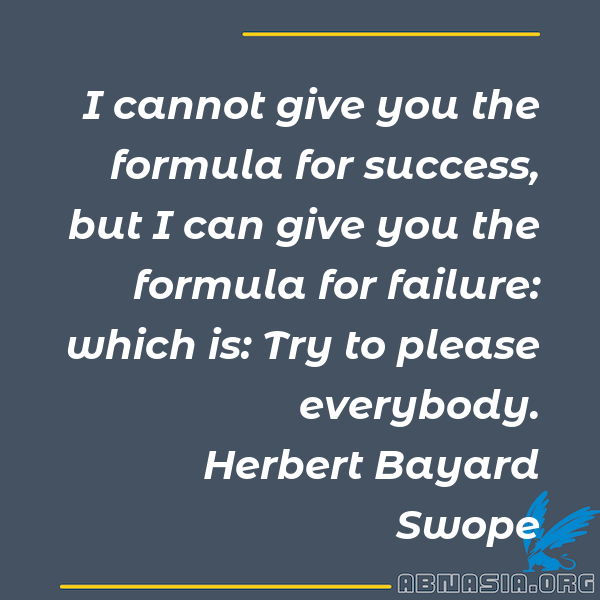 I cannot give you the
formula for success,
but I can give you the
formula for failure:
which is: Try to please
everybody.
Herbert Bayard
Swope
ABNASIA.ORG